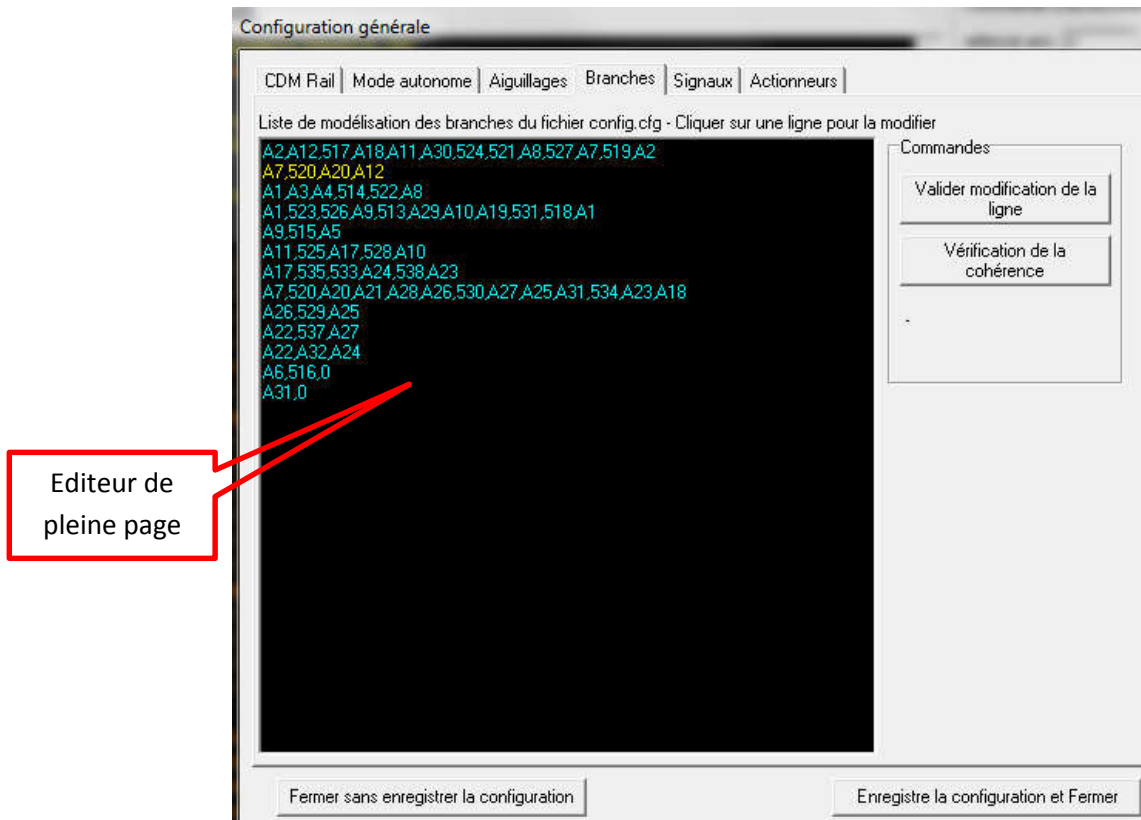 Configuration générale
CDM Rail Mode autonome Aiguillages Branches Signaux Actionneurs
Liste de modélisation des branches du fichier config.cfg - Cliquer sur une ligne pour la modifier
A2,A12,517,A18,A11,A30,524,521,A8,527,A7,519,A2
A7,520,A20,A12
A1,A3,A4,514,522,A8
A1,523,526,A9,513,A29,A10,A19,531,518,A1
A9,515,A5
A11,525,A17,528,A10
A17,535,533,A24,538,A23
A7,520,A20,A21,A28,A26,530,A27,A25,A31,534,A23,A18
A26,529,A25
A22,537,A27
A22,A32,A24
A6,516,0
A31,0
Commandes
Valider modification de la
ligne
Vérification de la
cohérence
-
Editeur de
pleine page
Fermer sans enregistrer la configuration
Enregistre la configuration et Fermer